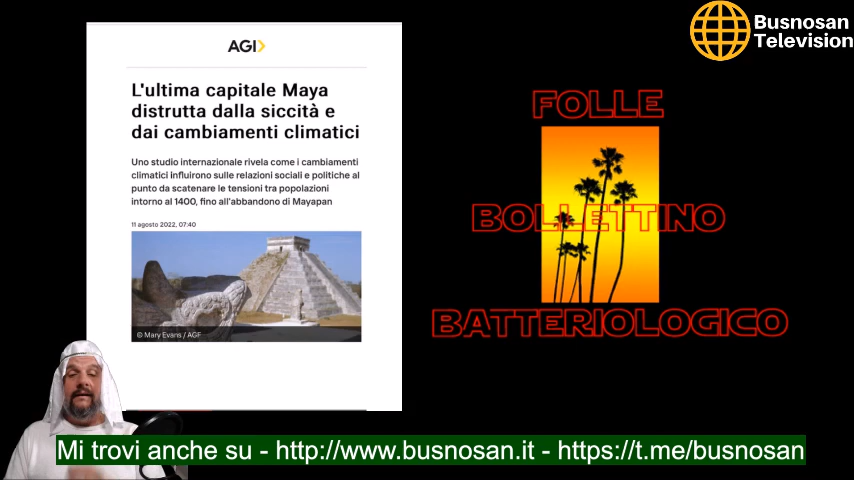 AGI
L'ultima capitale Maya
distrutta dalla siccità e
dai cambiamenti climatici
Uno studio internazionale rivela come i cambiamenti
climatici influirono sulle relazioni sociali e politiche al
punto da scatenare le tensioni tra popolazioni
intorno al 1400, fino all'abbandono di Mayapan
11 agosto 2022, 07:40
© Mary Evans / AGF
Busnosan
Television
FOLLE
BOLLETTINO
BATTERIOLOGICO
Mi trovi anche su - http://www.busnosan.it - https://t.me/busnosan